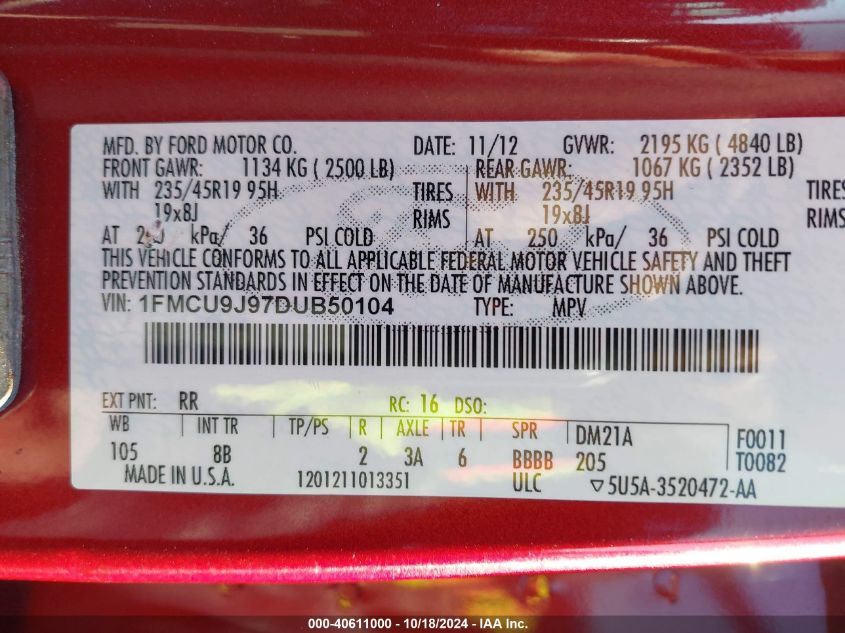 MFD. BY FORD MOTOR CO. DATE: 11/12 GVWR: 2195 KG ( 4840 LB)
FRONT GAWR: 1134 KG ( 2500 LB) REAR GAWR: 1067 KG ( 2352 LB)
WITH 235/45R19 95H TIRES WITH 235/45R19 95H TIRES
19x8J RIMS 19x8J RIMS
AT 250 kPa/ 36 PSI COLD AT 250 kPa/ 36 PSI COLD
THIS VEHICLE CONFORMS TO ALL APPLICABLE FEDERAL MOTOR VEHICLE SAFETY AND THEFT
PREVENTION STANDARDS IN EFFECT ON THE DATE OF MANUFACTURE SHOWN ABOVE.
VIN: 1FMCU9J97DUB50104 TYPE: MPV
EXT PNT: RR RC: 16 DSO:
WB INT TR TP/PS R AXLE TR SPR DM21A F0011
105 8B 2 3A 6 BBBB 205 T0082
MADE IN U.S.A. 1201211013351 ULC ▽5U5A-3520472-AA
000-40611000 - 10/18/2024 - IAA Inc.